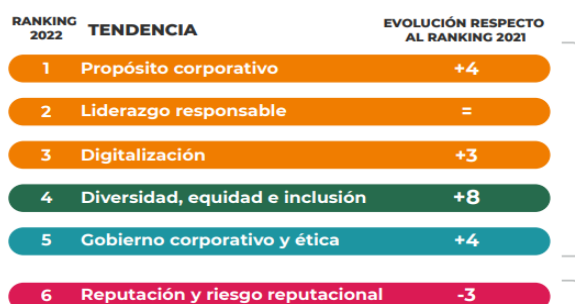 RANKING 2022 TENDENCIA EVOLUCIÓN RESPECTO AL RANKING 2021
1 Propósito corporativo +4
2 Liderazgo responsable =
3 Digitalización +3
4 Diversidad, equidad e inclusión +8
5 Gobierno corporativo y ética +4
6 Reputación y riesgo reputacional -3